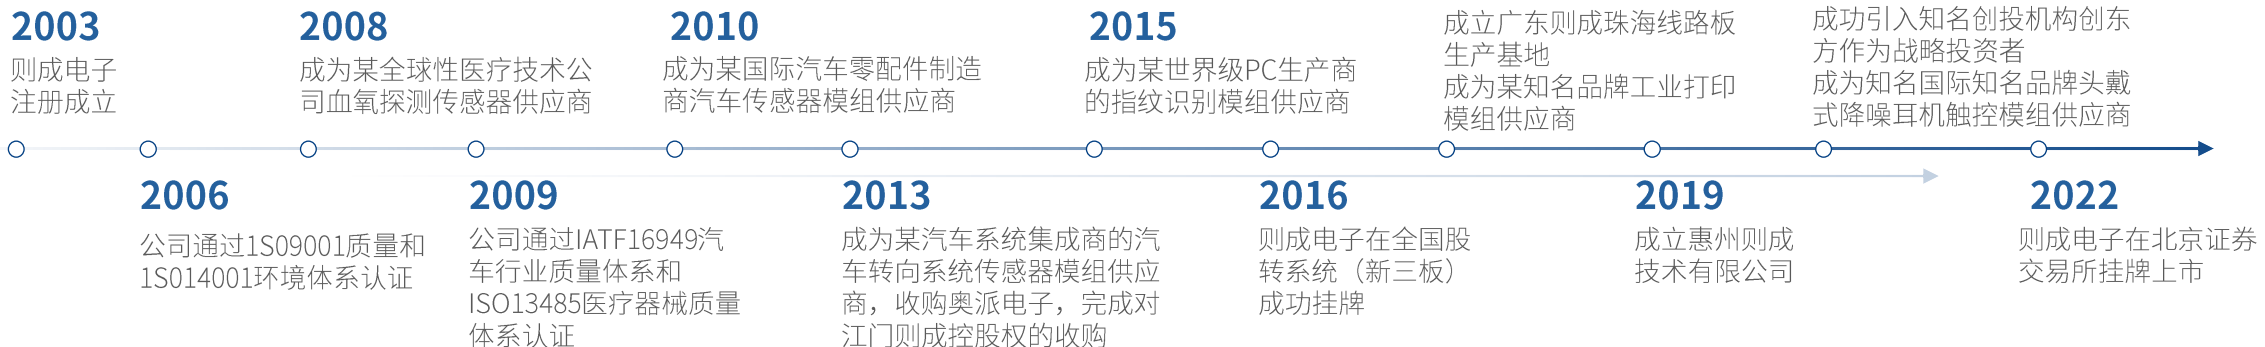 2003
则成电子
注册成立
2006
公司通过1S09001质量和
1S014001环境体系认证
2008
成为某全球性医疗技术公
司血氧探测传感器供应商
2009
公司通过IATF16949汽
车行业质量体系和
ISO13485医疗器械质量
体系认证
2010
成为某国际汽车零配件制造
商汽车传感器模组供应商
2013
成为某汽车系统集成商的汽
车转向系统传感器模组供应
商，收购奥派电子，完成对
江门则成控股权的收购
2015
成为某世界级PC生产商
的指纹识别模组供应商
2016
则成电子在全国股
转系统（新三板）
成功挂牌
成立广东则成珠海线路板
生产基地
成为某知名品牌工业打印
模组供应商
2019
成立惠州则成
技术有限公司
成功引入知名创投机构创东
方作为战略投资者
成为知名国际知名品牌头戴
式降噪耳机触控模组供应商
2022
则成电子在北京证券
交易所挂牌上市